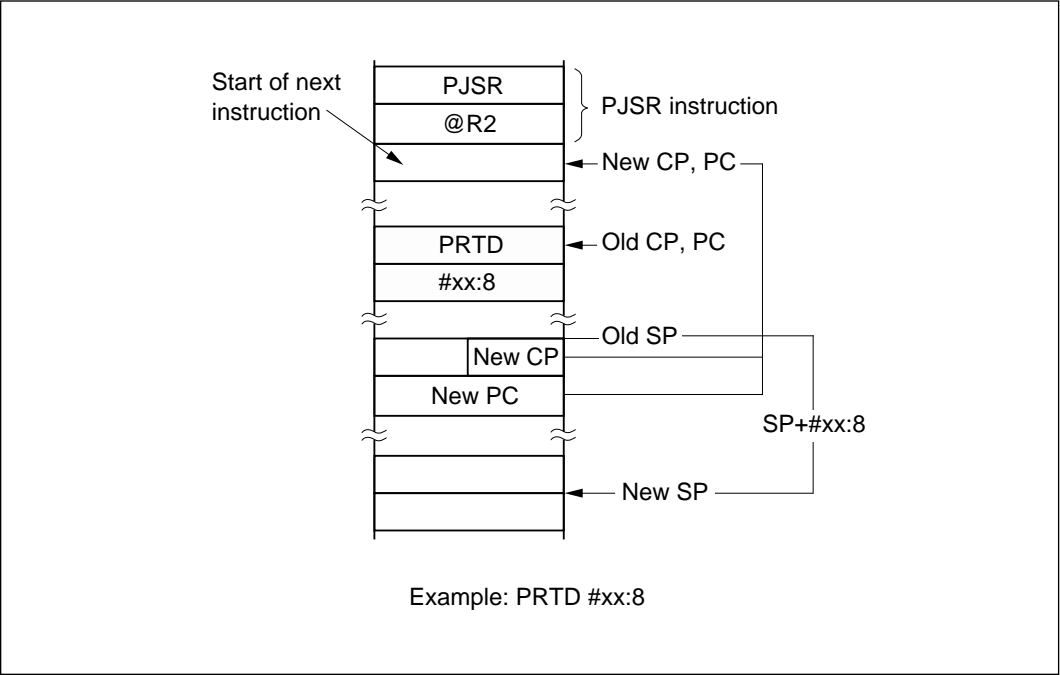 Start of next
instruction
PJSR
@R2
PJSR instruction
New CP, PC
PRTD
Old CP, PC
#xx:8
Old SP
New CP
New PC
SP+#xx:8
New SP
Example: PRTD #xx:8